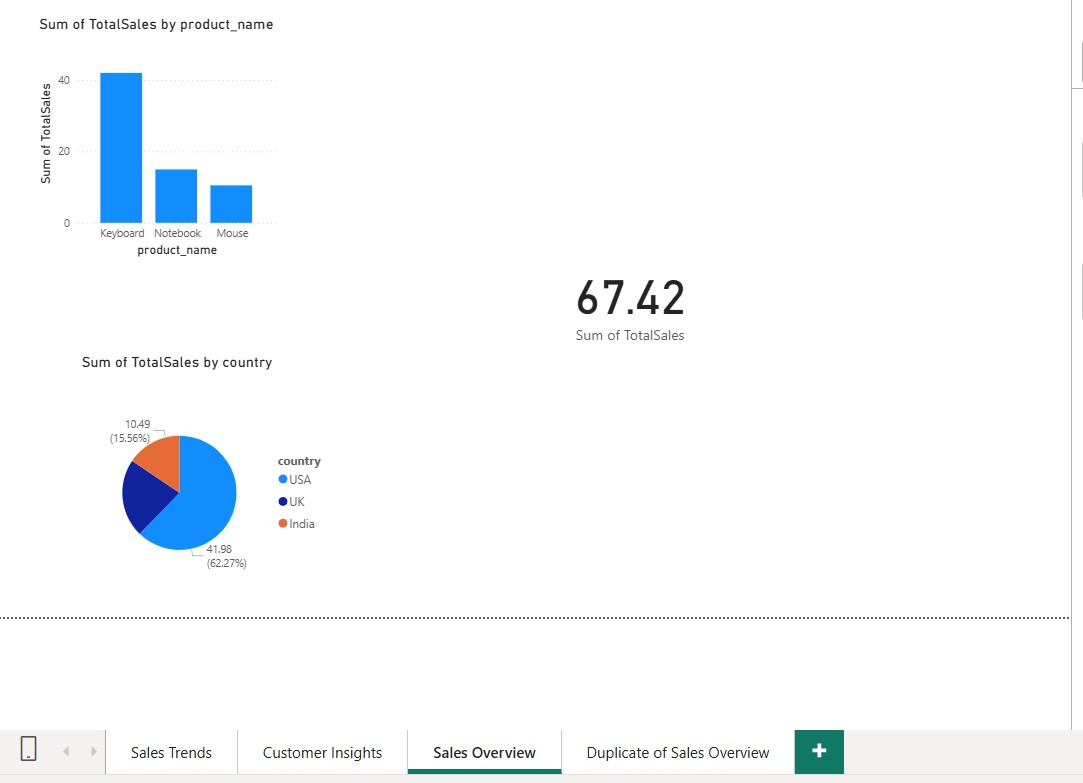 Sum of TotalSales by product_name
40
20
0
Sum of TotalSales
Keyboard Notebook Mouse
product_name
67.42
Sum of TotalSales
Sum of TotalSales by country
10.49
(15.56%)
41.98
(62.27%)
country
USA
UK
India
Sales Trends Customer Insights Sales Overview Duplicate of Sales Overview +